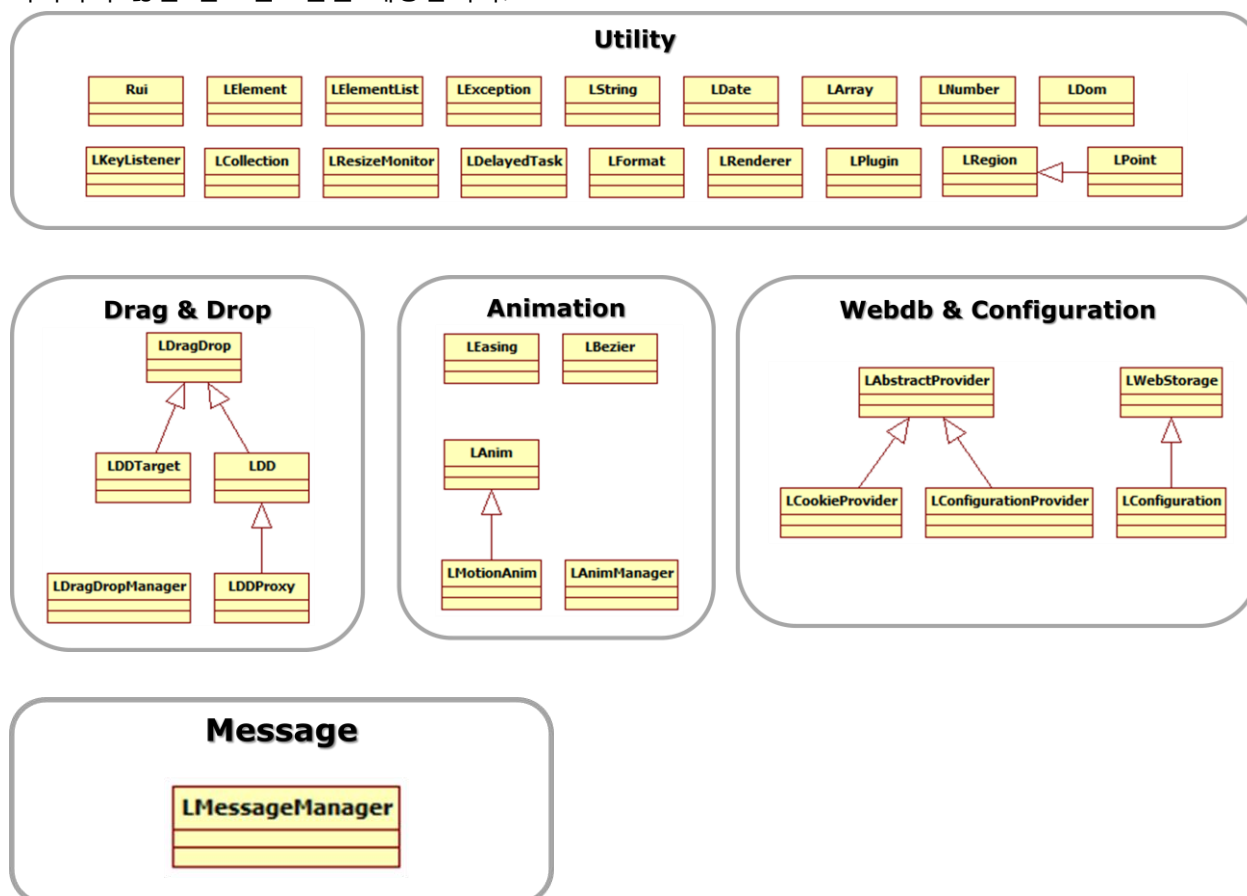 Utility
Rui LElement LElementList LException LString LDate LArray LNumber LDom
LKeyListener LCollection LResizeMonitor LDelayedTask LFormat LRenderer LPlugin LRegion LPoint
Drag & Drop
LDragDrop
LDDTarget LDD
LDragDropManager LDDProxy
Animation
LEasing LBezier
LAnim
LMotionAnim LAnimManager
Webdb & Configuration
LAbstractProvider LWebStorage
LCookieProvider LConfigurationProvider LConfiguration
Message
LMessageManager